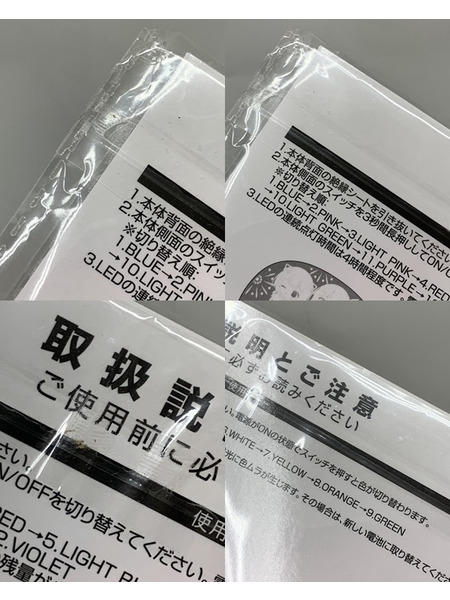 1.本体背面の絶縁
2.本体側面のスイッ
※切り替え順:
1.BLUE→2.PIN
→10.LIGHT
3.LEDの連
1.本体背面の絶縁シートを引き抜いてください
2.本体側面のスイッチを3秒間長押ししてON/O
※切り替え順:
1.BLUE→2.PINK→3.LIGHT PINK→4.RED
→10.LIGHT GREEN→11.PURPLE→1
3.LEDの連続点灯時間は4時間程度です。
取扱説
ご使用前に必
使用
い。
ON/OFFを切り替えてください。
RED→5.LIGHT
2.VIOLET
残量が
説明とご注意
必ずお読みください
使用
電源がONの状態でスイッチを押すと色が切り替わります。
WHITE→7.YELLOW→8.ORANGE→9.GREEN
光に色ムラが生じます。その場合は、新しい電池に取り替えてくだ